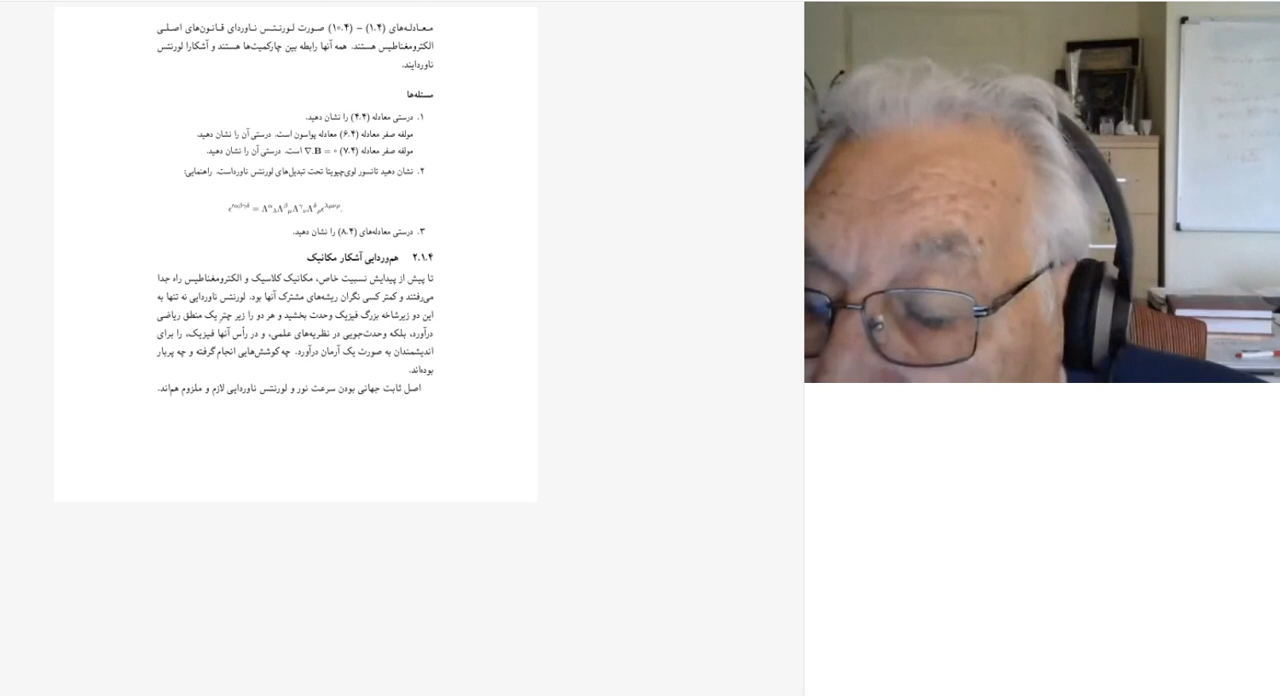 معادله‌های (۱.۴) – (۱۰.۴) صورت لورنتس ناوردای قانون‌های اصلی
الکترومغناطیس هستند. همه آنها رابطه بین چارکمیت‌ها هستند و آشکارا لورنتس
ناوردایند.
مسئله‌ها
۱. درستی معادله (۴.۴) را نشان دهید.
مولفه صفر معادله (۶.۴) معادله پواسون است. درستی آن را نشان دهید.
مولفه صفر معادله (۷.۴) ∇.B = ۰ است. درستی آن را نشان دهید.
۲. نشان دهید تانسور لوی‌چیویتا تحت تبدیل‌های لورنتس ناورداست. راهنمایی:
ϵ′^{αβγδ} = Λ^α_λ Λ^β_μ Λ^γ_ν Λ^δ_ρ ϵ^{λμνρ}.
۳. درستی معادله‌های (۸.۴) را نشان دهید.
۲.۱.۴ هم‌وردایی آشکار مکانیک
تا پیش از پیدایش نسبیت خاص، مکانیک کلاسیک و الکترومغناطیس راه جدا
می‌رفتند و کمتر کسی نگران ریشه‌های مشترک آنها بود. لورنتس ناوردایی نه تنها به
این دو زیرشاخه بزرگ فیزیک وحدت بخشید و هر دو را زیر چتر یک منطق ریاضی
درآورد، بلکه وحدت‌جویی در نظریه‌های علمی، و در رأس آنها فیزیک، را برای
اندیشمندان به صورت یک آرمان درآورد. چه کوشش‌هایی انجام گرفته و چه پربار
بوده‌اند.
اصل ثابت جهانی بودن سرعت نور و لورنتس ناوردایی لازم و ملزوم هم‌اند.